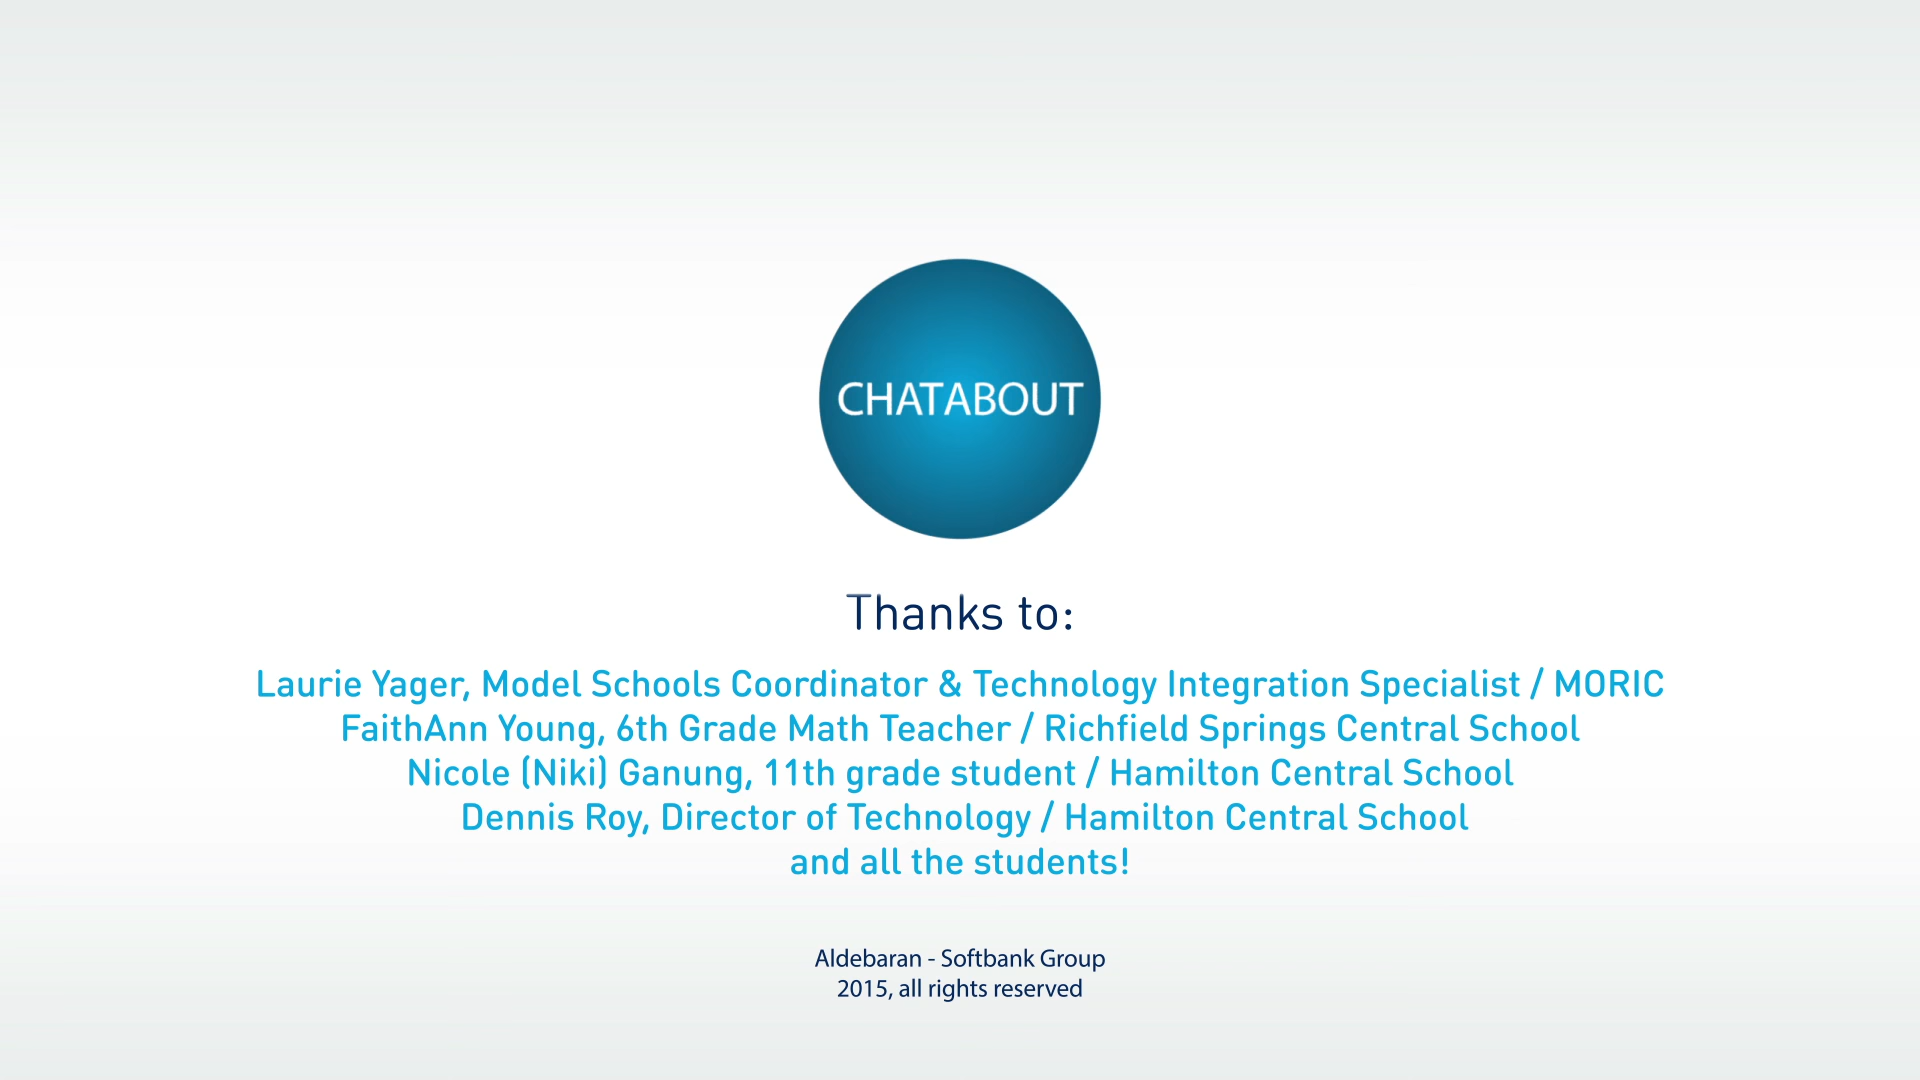 CHATABOUT
Thanks to:
Laurie Yager, Model Schools Coordinator & Technology Integration Specialist / MORIC
FaithAnn Young, 6th Grade Math Teacher / Richfield Springs Central School
Nicole (Niki) Ganung, 11th grade student / Hamilton Central School
Dennis Roy, Director of Technology / Hamilton Central School
and all the students!
Aldebaran - Softbank Group
2015, all rights reserved